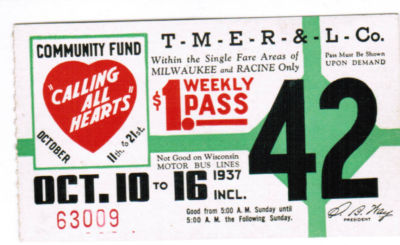 COMMUNITY FUND
"CALLING
ALL
HEARTS"
OCTOBER
11th. to 21st.
T-M-E-R-&-L-Co.
Within the Single Fare Areas of
MILWAUKEE and RACINE Only
Pass Must Be Shown
UPON DEMAND
$1. WEEKLY
PASS
42
Not Good on Wisconsin
MOTOR BUS LINES
OCT. 10 TO 16 1937
INCL.
63009
Good from 5:00 A.M. Sunday until
5:00 A.M. the Following Sunday.
S. B. Way
PRESIDENT